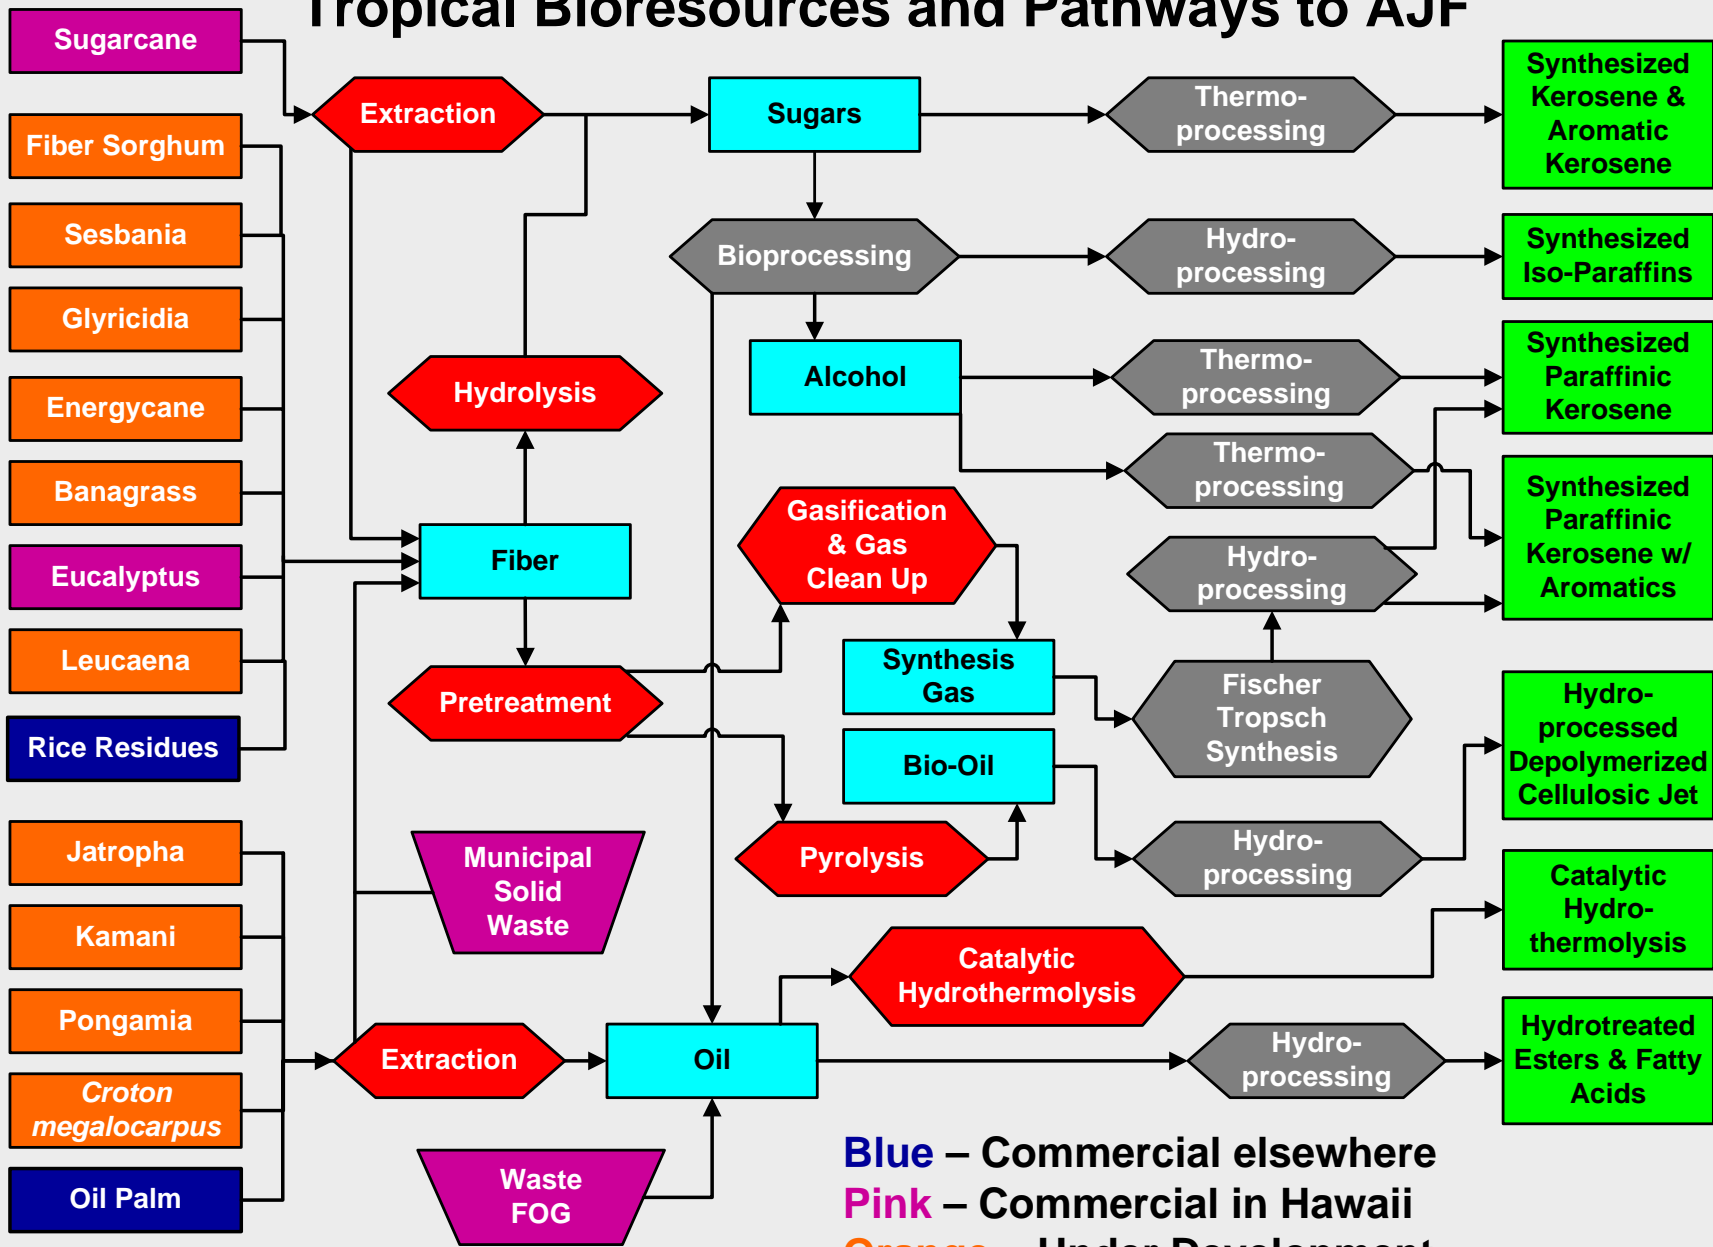 Tropical Bioresources and Pathways to AJF
Sugarcane
Fiber Sorghum
Sesbania
Glyricidia
Energycane
Banagrass
Eucalyptus
Leucaena
Rice Residues
Jatropha
Kamani
Pongamia
Croton
megalocarpus
Oil Palm
Extraction
Hydrolysis
Fiber
Pretreatment
Municipal
Solid
Waste
Extraction
Waste
FOG
Sugars
Bioprocessing
Alcohol
Gasification
& Gas
Clean Up
Synthesis
Gas
Bio-Oil
Pyrolysis
Catalytic
Hydrothermolysis
Oil
Thermo-
processing
Hydro-
processing
Thermo-
processing
Thermo-
processing
Hydro-
processing
Fischer
Tropsch
Synthesis
Hydro-
processing
Hydro-
processing
Synthesized
Kerosene &
Aromatic
Kerosene
Synthesized
Iso-Paraffins
Synthesized
Paraffinic
Kerosene
Synthesized
Paraffinic
Kerosene w/
Aromatics
Hydro-
processed
Depolymerized
Cellulosic Jet
Catalytic
Hydro-
thermolysis
Hydrotreated
Esters & Fatty
Acids
Blue – Commercial elsewhere
Pink – Commercial in Hawaii
Orange – Under Development